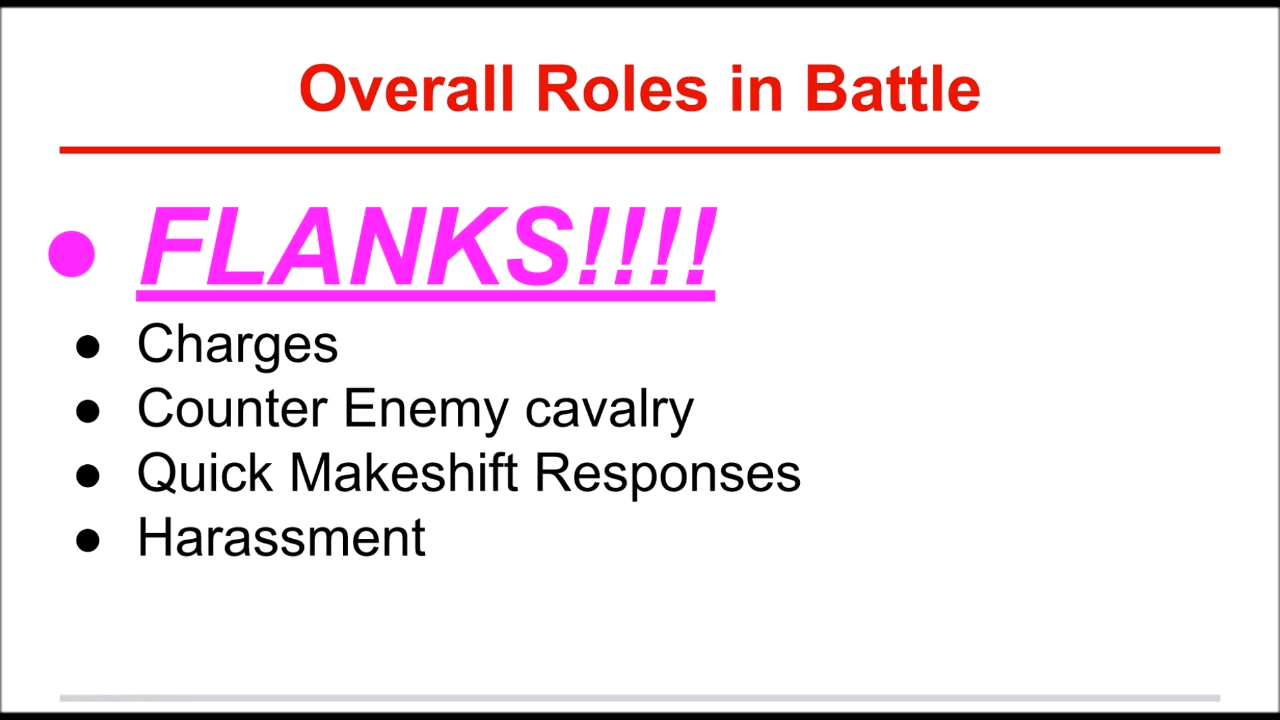 Overall Roles in Battle
● FLANKS!!!!
● Charges
● Counter Enemy cavalry
● Quick Makeshift Responses
● Harassment